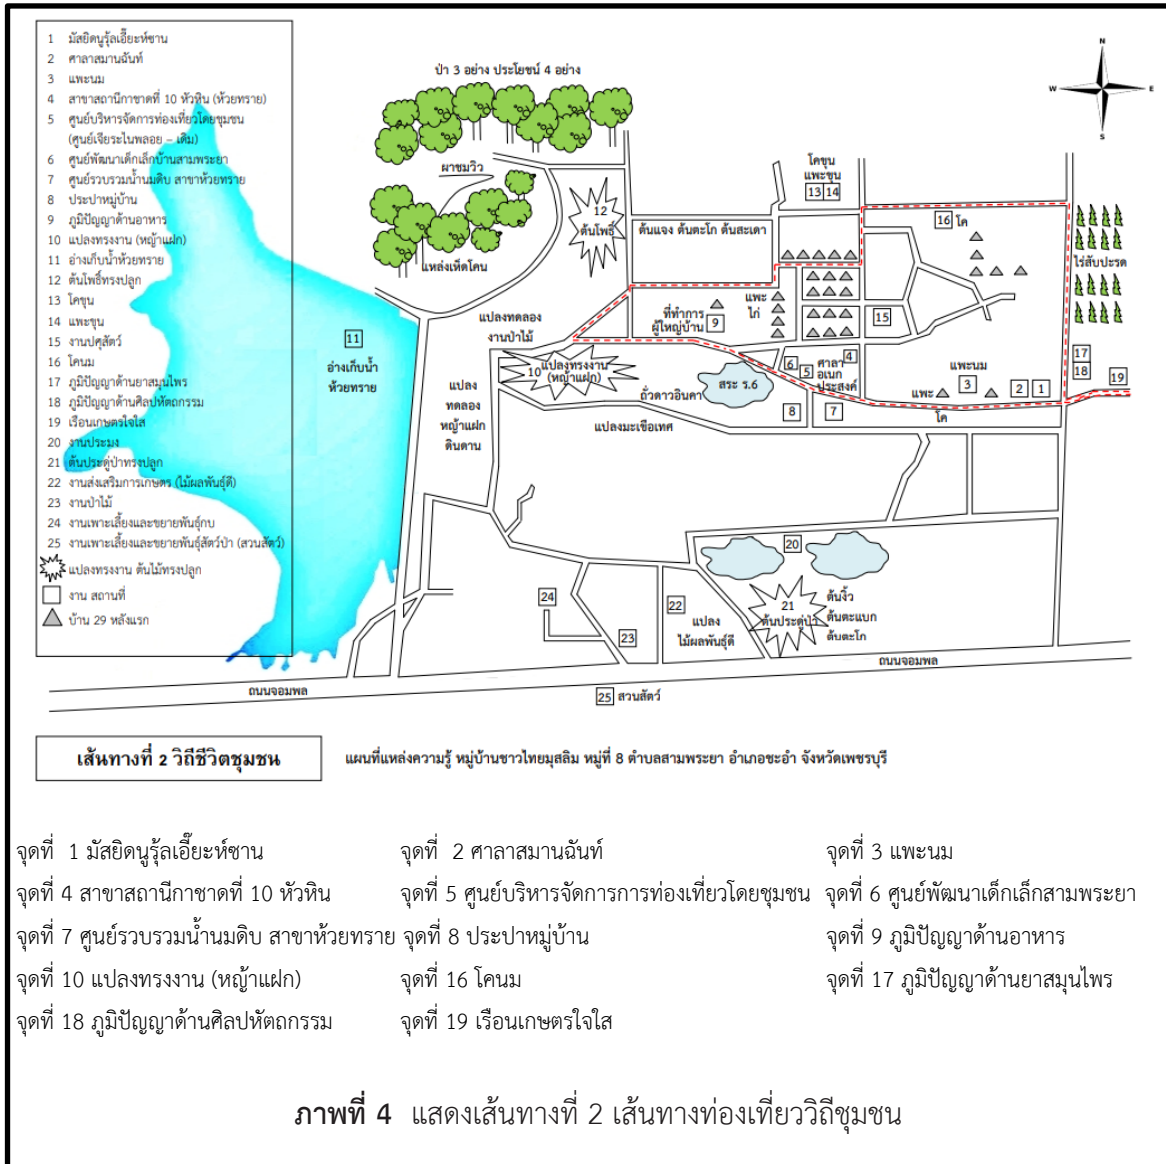 1 มัสยิดนูรุ้ลเอี๊ยะห์ซาน
2 ศาลาสมานฉันท์
3 แพะนม
4 สาขาสถานีกาชาดที่ 10 หัวหิน (ห้วยทราย)
5 ศูนย์บริหารจัดการท่องเที่ยวโดยชุมชน
(ศูนย์เจียระไนพลอย – เดิม)
6 ศูนย์พัฒนาเด็กเล็กบ้านสามพระยา
7 ศูนย์รวบรวมน้ำนมดิบ สาขาห้วยทราย
8 ประปาหมู่บ้าน
9 ภูมิปัญญาด้านอาหาร
10 แปลงทรงงาน (หญ้าแฝก)
11 อ่างเก็บน้ำห้วยทราย
12 ต้นโพธิ์ทรงปลูก
13 โคขุน
14 แพะขุน
15 งานปศุสัตว์
16 โคนม
17 ภูมิปัญญาด้านยาสมุนไพร
18 ภูมิปัญญาด้านศิลปหัตถกรรม
19 เรือนเกษตรใจใส
20 งานประมง
21 ต้นประดู่ป่าทรงปลูก
22 งานส่งเสริมการเกษตร (ไม้ผลพันธุ์ดี)
23 งานป่าไม้
24 งานเพาะเลี้ยงและขยายพันธุ์กบ
25 งานเพาะเลี้ยงและขยายพันธุ์สัตว์ป่า (สวนสัตว์)
แปลงทรงงาน ต้นไม้ทรงปลูก
งาน สถานที่
บ้าน 29 หลังแรก
ป่า 3 อย่าง ประโยชน์ 4 อย่าง
N
W E
S
ผาชมวิว
โคขุน
แพะขุน
13 14
12
ต้นโพธิ์
ต้นแจง ต้นตะโก ต้นสะเดา
16 โค
ไร่สับปะรด
แหล่งเห็ดโคน
แปลงทดลอง
งานป่าไม้
ที่ทำการ
ผู้ใหญ่บ้าน 9
แพะ
ไก่
15
11
อ่างเก็บน้ำ
ห้วยทราย
10 แปลงทรงงาน
(หญ้าแฝก)
6
5
ศาลา
อเนก
ประสงค์
4
สระ ร.6
แพะนม
แพะ 3 2 1
17
18
19
แปลง
ทดลอง
หญ้าแฝก
ดินดาน
ถั่วดาวอินคา
8 7 โค
แปลงมะเขือเทศ
20
24
22
แปลง
ไม้ผลพันธุ์ดี
23
21
ต้นประดู่ป่า
ต้นงิ้ว
ต้นตะแบก
ต้นตะโก
ถนนจอมพล
ถนนจอมพล
25 สวนสัตว์
เส้นทางที่ 2 วิถีชีวิตชุมชน
แผนที่แหล่งความรู้ หมู่บ้านชาวไทยมุสลิม หมู่ที่ 8 ตำบลสามพระยา อำเภอชะอำ จังหวัดเพชรบุรี
จุดที่ 1 มัสยิดนูรุ้ลเอี๊ยะห์ซาน จุดที่ 2 ศาลาสมานฉันท์ จุดที่ 3 แพะนม
จุดที่ 4 สาขาสถานีกาชาดที่ 10 หัวหิน จุดที่ 5 ศูนย์บริหารจัดการการท่องเที่ยวโดยชุมชน จุดที่ 6 ศูนย์พัฒนาเด็กเล็กสามพระยา
จุดที่ 7 ศูนย์รวบรวมน้ำนมดิบ สาขาห้วยทราย จุดที่ 8 ประปาหมู่บ้าน จุดที่ 9 ภูมิปัญญาด้านอาหาร
จุดที่ 10 แปลงทรงงาน (หญ้าแฝก) จุดที่ 16 โคนม จุดที่ 17 ภูมิปัญญาด้านยาสมุนไพร
จุดที่ 18 ภูมิปัญญาด้านศิลปหัตถกรรม จุดที่ 19 เรือนเกษตรใจใส
ภาพที่ 4 แสดงเส้นทางที่ 2 เส้นทางท่องเที่ยววิถีชุมชน